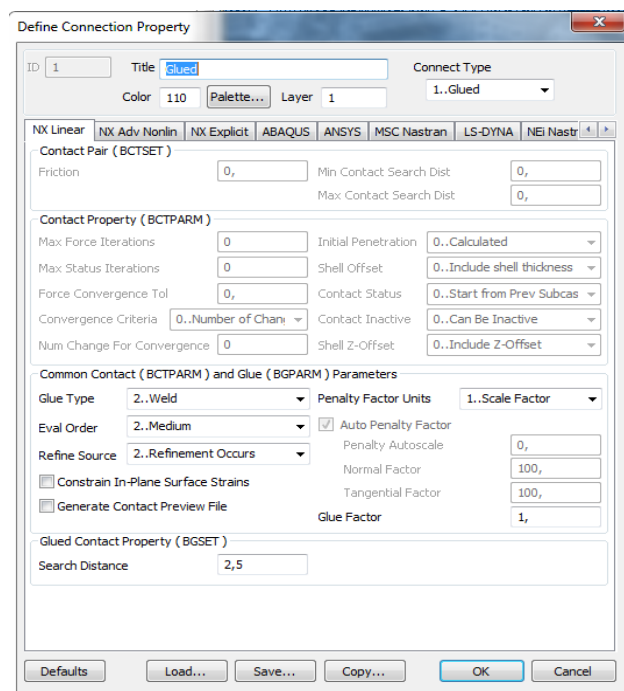 Define Connection Property
ID 1 Title Glued Connect Type
Color 110 Palette... Layer 1 1..Glued
NX Linear NX Adv Nonlin NX Explicit ABAQUS ANSYS MSC Nastran LS-DYNA NEi Nastr
Contact Pair (BCTSET)
Friction 0, Min Contact Search Dist 0,
Max Contact Search Dist 0,
Contact Property (BCTPARM)
Max Force Iterations 0 Initial Penetration 0..Calculated
Max Status Iterations 0 Shell Offset 0..Include shell thickness
Force Convergence Tol 0, Contact Status 0..Start from Prev Subcas
Convergence Criteria 0..Number of Chan Contact Inactive 0..Can Be Inactive
Num Change For Convergence 0 Shell Z-Offset 0..Include Z-Offset
Common Contact (BCTPARM) and Glue (BGPARM) Parameters
Glue Type 2..Weld Penalty Factor Units 1..Scale Factor
Eval Order 2..Medium Auto Penalty Factor
Refine Source 2..Refinement Occurs Penalty Autoscale 0,
Normal Factor 100,
Constrain In-Plane Surface Strains Tangential Factor 100,
Generate Contact Preview File Glue Factor 1,
Glued Contact Property (BGSET)
Search Distance 2,5
Defaults Load... Save... Copy... OK Cancel